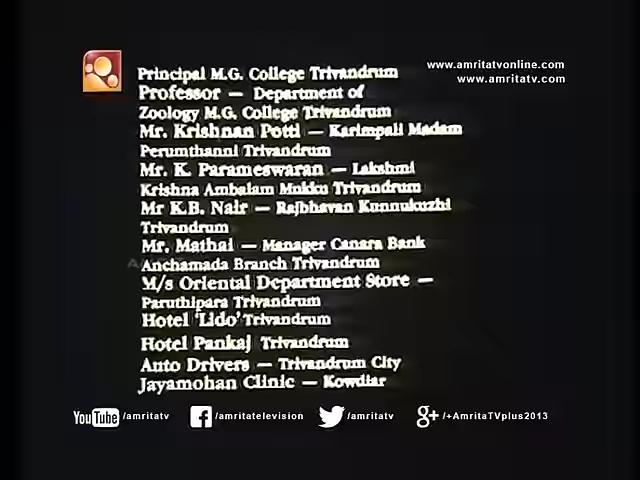 www.amritatvonline.com
www.amritatv.com
Principal M.G. College Trivandrum
Professor — Department of
Zoology M.G. College Trivandrum
Mr. Krishnan Potti — Karimpali Madam
Perumthanni Trivandrum
Mr. K. Parameswaran — Lakshmi
Krishna Ambalam Mukku Trivandrum
Mr K.B. Nair — Rajbhavan Kunnukuzhi
Trivandrum
Mr. Mathai — Manager Canara Bank
Anchamada Branch Trivandrum
M/s Oriental Department Store —
Paruthipara Trivandrum
Hotel 'Lido' Trivandrum
Hotel Pankaj Trivandrum
Auto Drivers — Trivandrum City
Jayamohan Clinic — Kowdiar
YouTube /amritatv f /amritatelevision /amritatv g+ /+AmritaTVplus2013